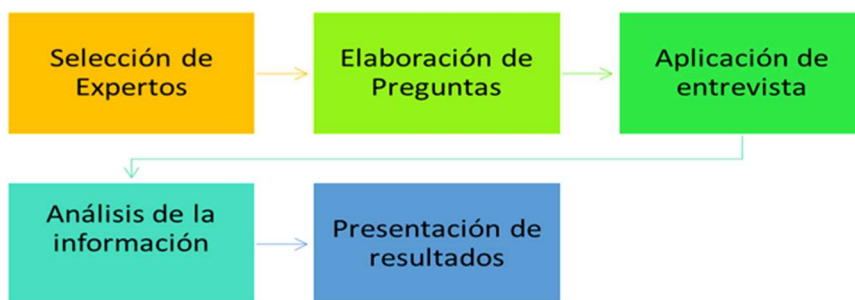 Selección de
Expertos
Elaboración de
Preguntas
Aplicación de
entrevista
Análisis de la
información
Presentación de
resultados